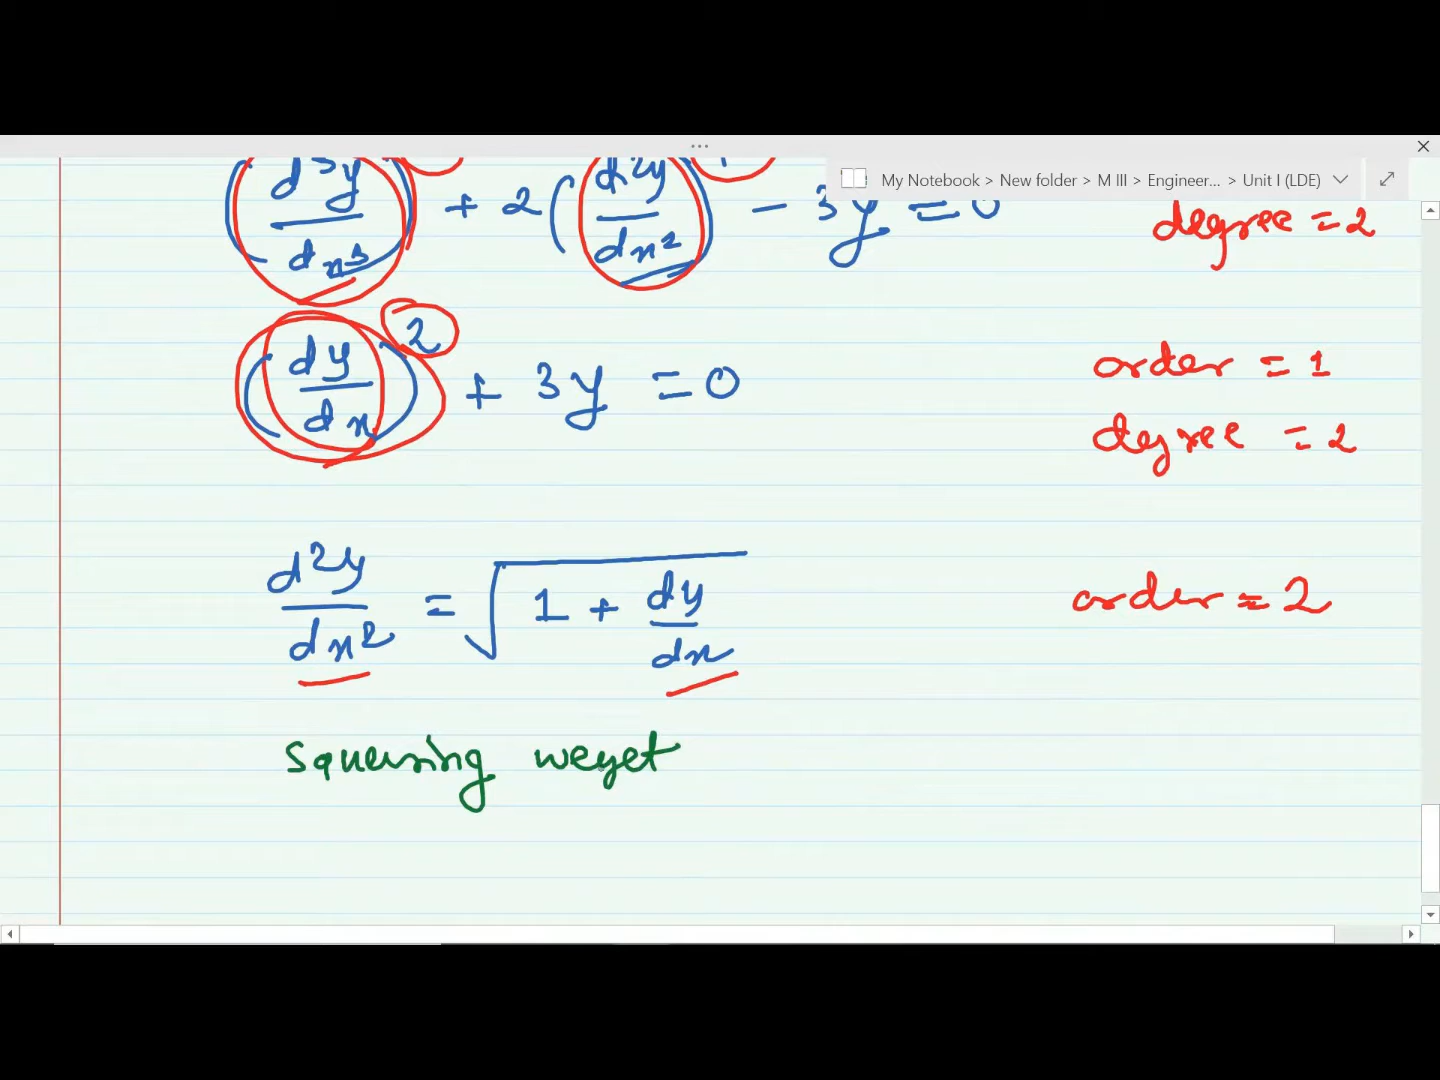 My Notebook > New folder > M III > Engineer... > Unit I (LDE)
(d³y/dx³) + 2(d²y/dx²) − 3y = 0
degree = 2
(dy/dx)² + 3y = 0
order = 1
degree = 2
d²y/dx² = √(1 + dy/dx)
order = 2
Squaring weget